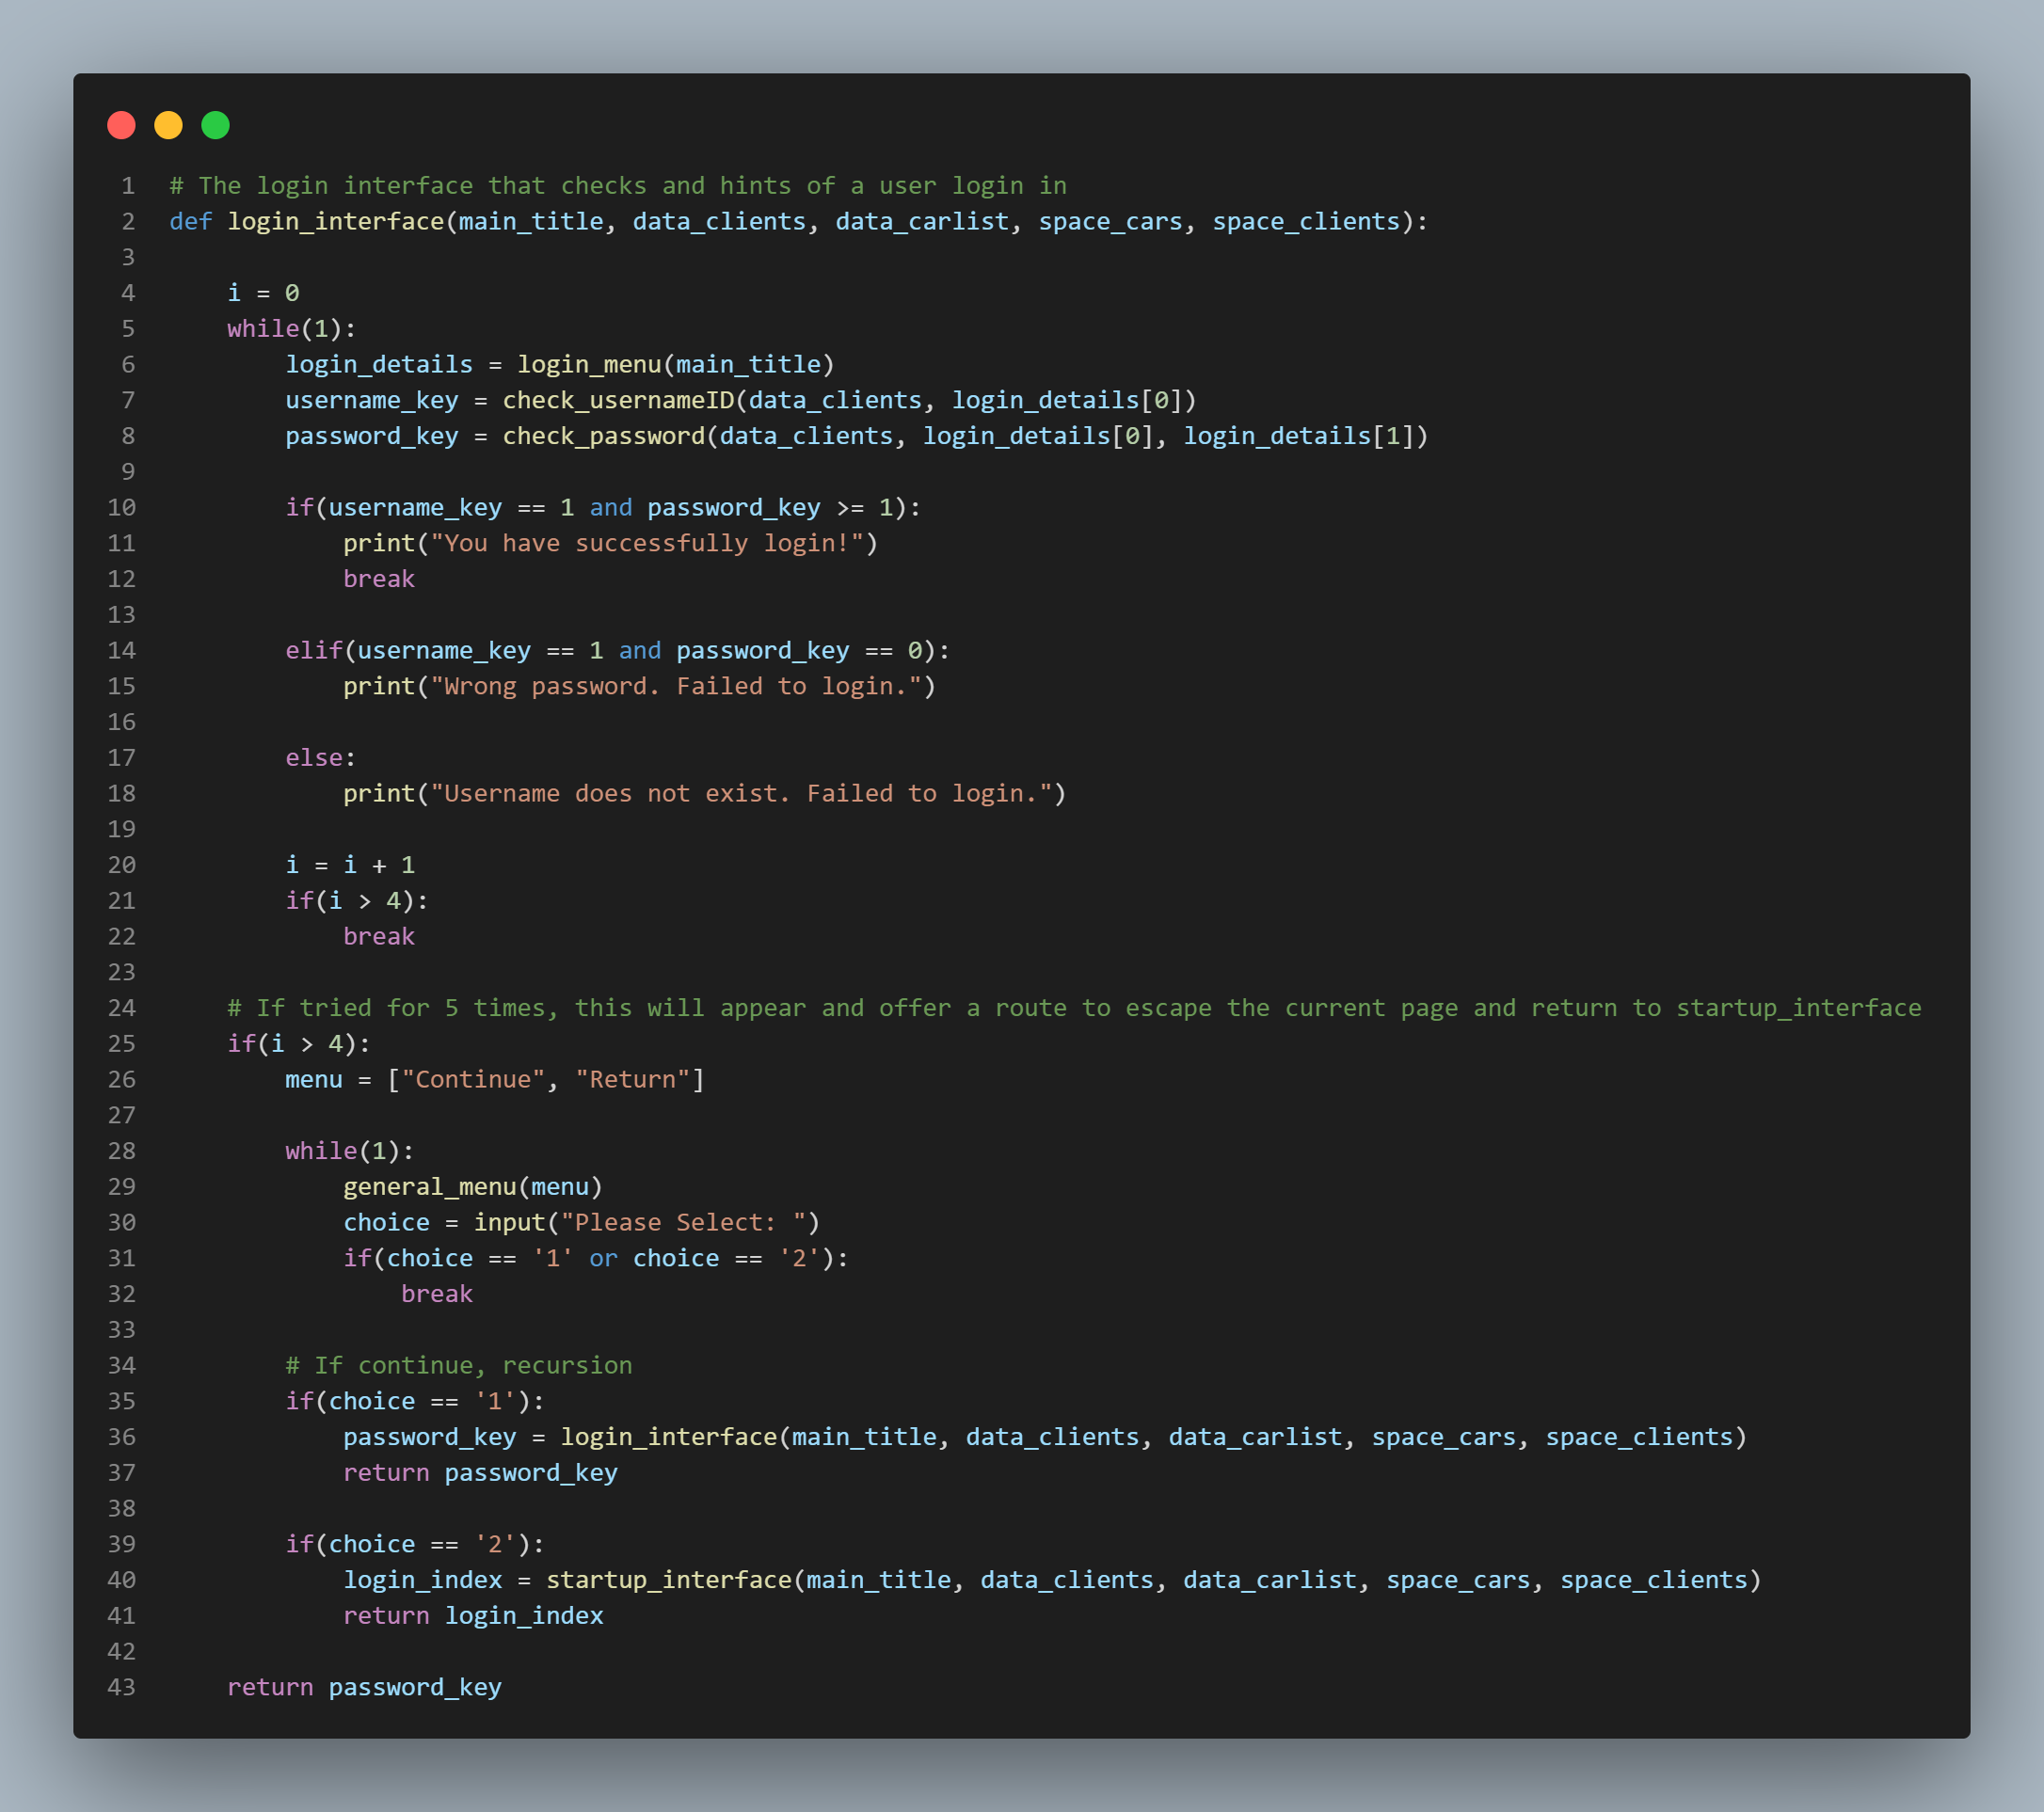 1 # The login interface that checks and hints of a user login in
2 def login_interface(main_title, data_clients, data_carlist, space_cars, space_clients):
3
4     i = 0
5     while(1):
6         login_details = login_menu(main_title)
7         username_key = check_usernameID(data_clients, login_details[0])
8         password_key = check_password(data_clients, login_details[0], login_details[1])
9
10         if(username_key == 1 and password_key >= 1):
11             print("You have successfully login!")
12             break
13
14         elif(username_key == 1 and password_key == 0):
15             print("Wrong password. Failed to login.")
16
17         else:
18             print("Username does not exist. Failed to login.")
19
20         i = i + 1
21         if(i > 4):
22             break
23
24     # If tried for 5 times, this will appear and offer a route to escape the current page and return to startup_interface
25     if(i > 4):
26         menu = ["Continue", "Return"]
27
28         while(1):
29             general_menu(menu)
30             choice = input("Please Select: ")
31             if(choice == '1' or choice == '2'):
32                 break
33
34         # If continue, recursion
35         if(choice == '1'):
36             password_key = login_interface(main_title, data_clients, data_carlist, space_cars, space_clients)
37             return password_key
38
39         if(choice == '2'):
40             login_index = startup_interface(main_title, data_clients, data_carlist, space_cars, space_clients)
41             return login_index
42
43     return password_key